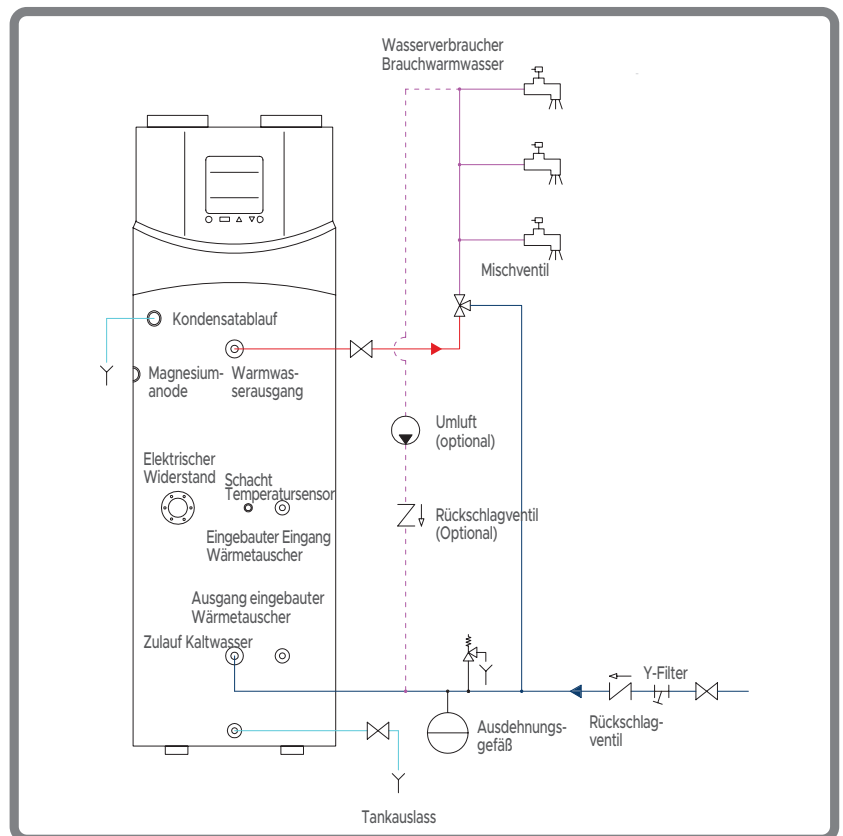 Wasserverbraucher
Brauchwarmwasser
Mischventil
Kondensatablauf
Magnesium-
anode
Warmwas-
serausgang
Umluft
(optional)
Elektrischer
Widerstand
Schacht
Temperatursensor
Rückschlagventil
(Optional)
Eingebauter Eingang
Wärmetauscher
Ausgang eingebauter
Wärmetauscher
Zulauf Kaltwasser
Y-Filter
Ausdehnungs-
gefäß
Rückschlag-
ventil
Tankauslass